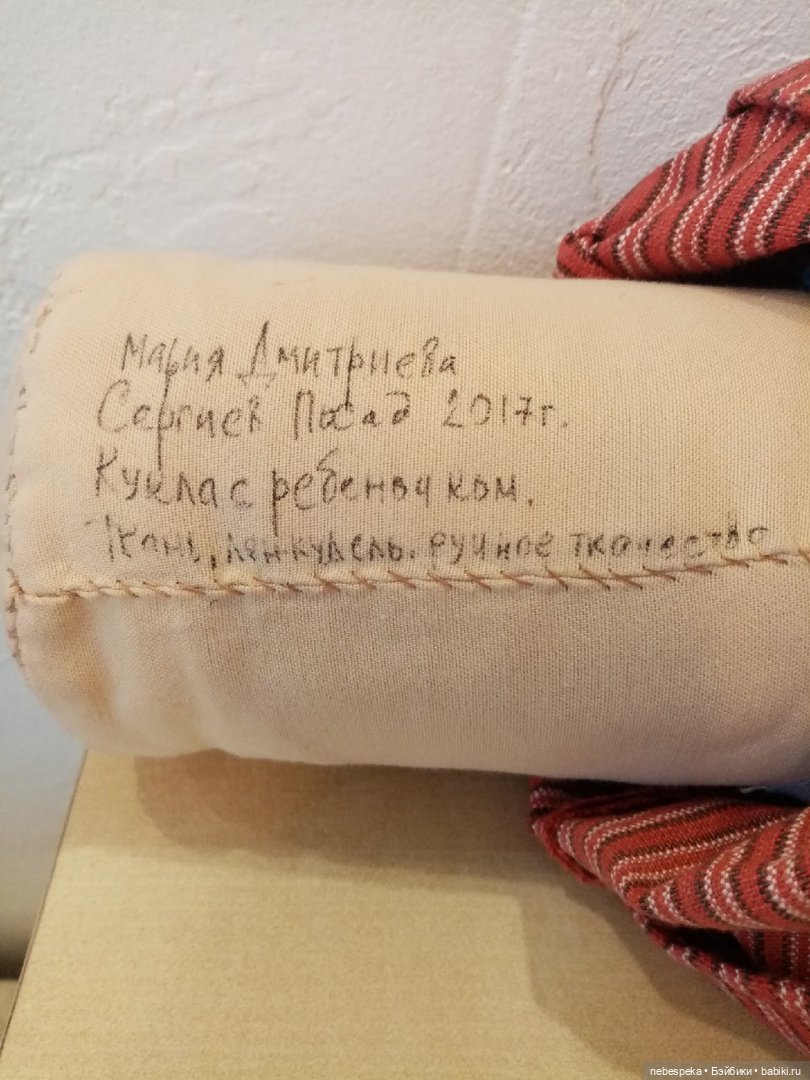 Мария Дмитриева
Сергиев Посад 2017г.
Кукла с ребеночком.
Ткань, лен кудель. ручное ткачество
nebespeka • Бэйбики • babiki.ru